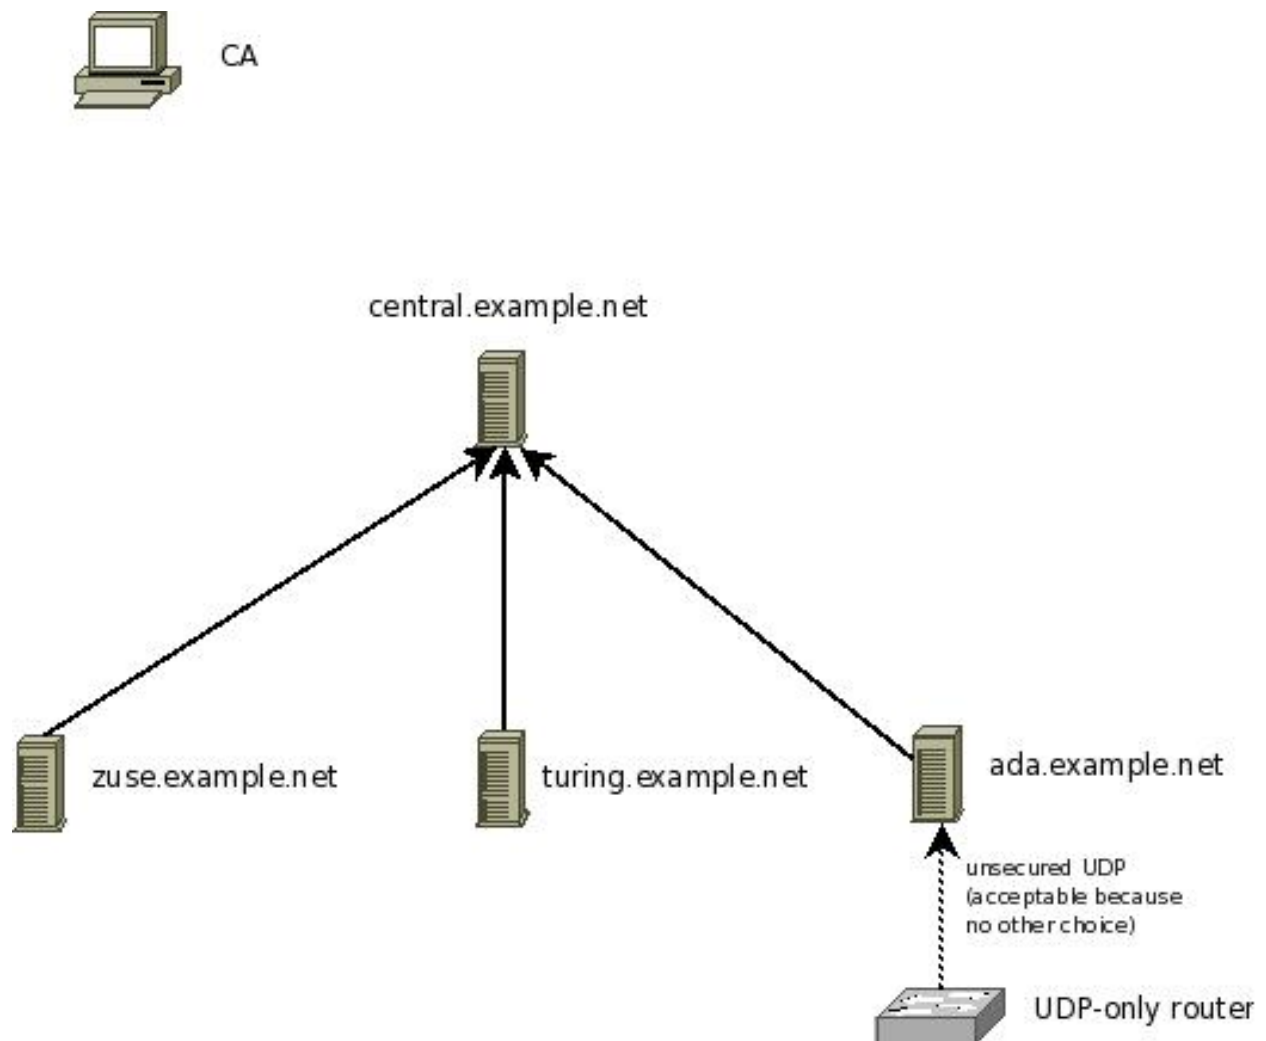 CA
central.example.net
zuse.example.net
turing.example.net
ada.example.net
unsecured UDP
(acceptable because
no other choice)
UDP-only router